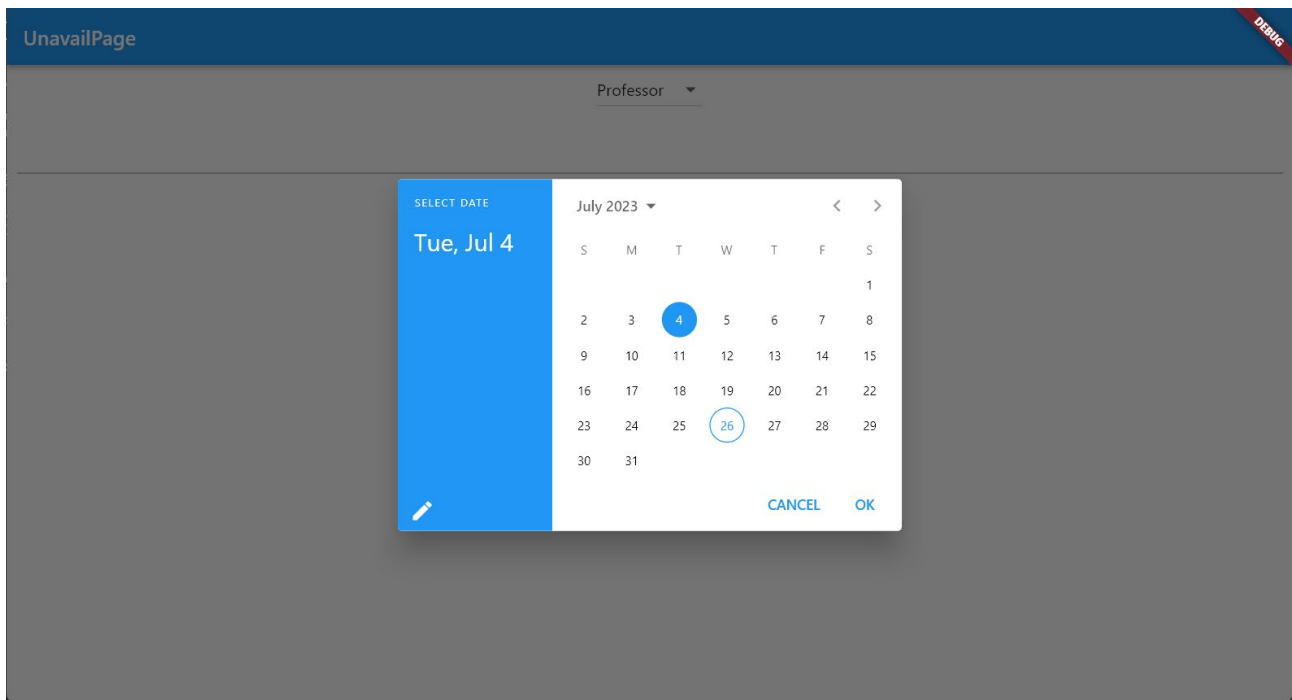 UnavailPage
DEBUG
Professor
SELECT DATE
Tue, Jul 4
July 2023
S M T W T F S
1
2 3 4 5 6 7 8
9 10 11 12 13 14 15
16 17 18 19 20 21 22
23 24 25 26 27 28 29
30 31
CANCEL OK